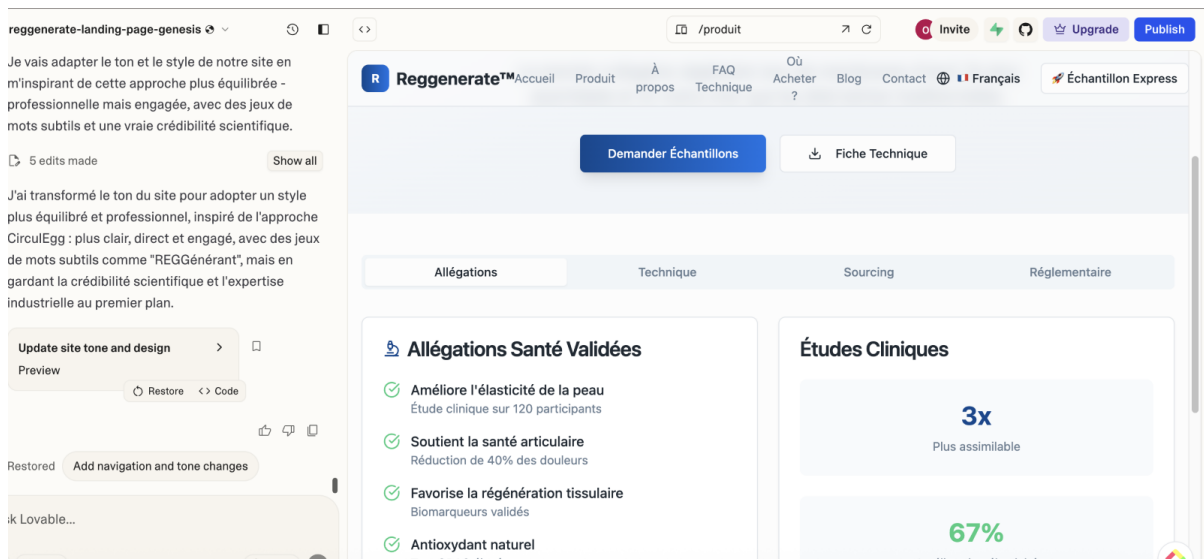 reggenerate-landing-page-genesis
/produit
Invite
Upgrade
Publish
Je vais adapter le ton et le style de notre site en
m'inspirant de cette approche plus équilibrée -
professionnelle mais engagée, avec des jeux de
mots subtils et une vraie crédibilité scientifique.
5 edits made
Show all
J'ai transformé le ton du site pour adopter un style
plus équilibré et professionnel, inspiré de l'approche
CirculEgg : plus clair, direct et engagé, avec des jeux
de mots subtils comme "REGGénérant", mais en
gardant la crédibilité scientifique et l'expertise
industrielle au premier plan.
Update site tone and design
Preview
Restore
Code
Restored
Add navigation and tone changes
sk Lovable...
R
Reggenerate™
Accueil
Produit
À propos
FAQ Technique
Où Acheter ?
Blog
Contact
Français
Échantillon Express
Demander Échantillons
Fiche Technique
Allégations
Technique
Sourcing
Réglementaire
Allégations Santé Validées
Améliore l'élasticité de la peau
Étude clinique sur 120 participants
Soutient la santé articulaire
Réduction de 40% des douleurs
Favorise la régénération tissulaire
Biomarqueurs validés
Antioxydant naturel
Études Cliniques
3x
Plus assimilable
67%